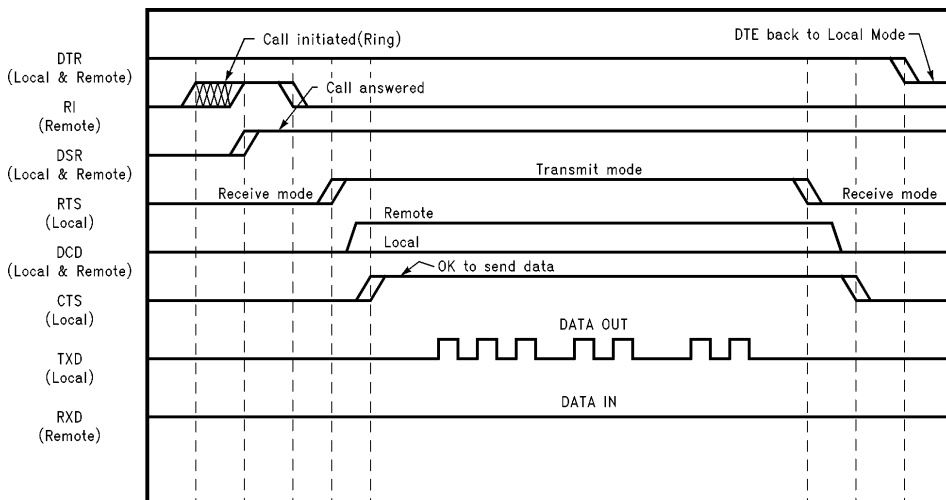 Call initiated(Ring)
DTE back to Local Mode
DTR
(Local & Remote)
Call answered
RI
(Remote)
DSR
(Local & Remote)
Transmit mode
Receive mode
Receive mode
RTS
(Local)
Remote
Local
DCD
(Local & Remote)
OK to send data
CTS
(Local)
DATA OUT
TXD
(Local)
DATA IN
RXD
(Remote)